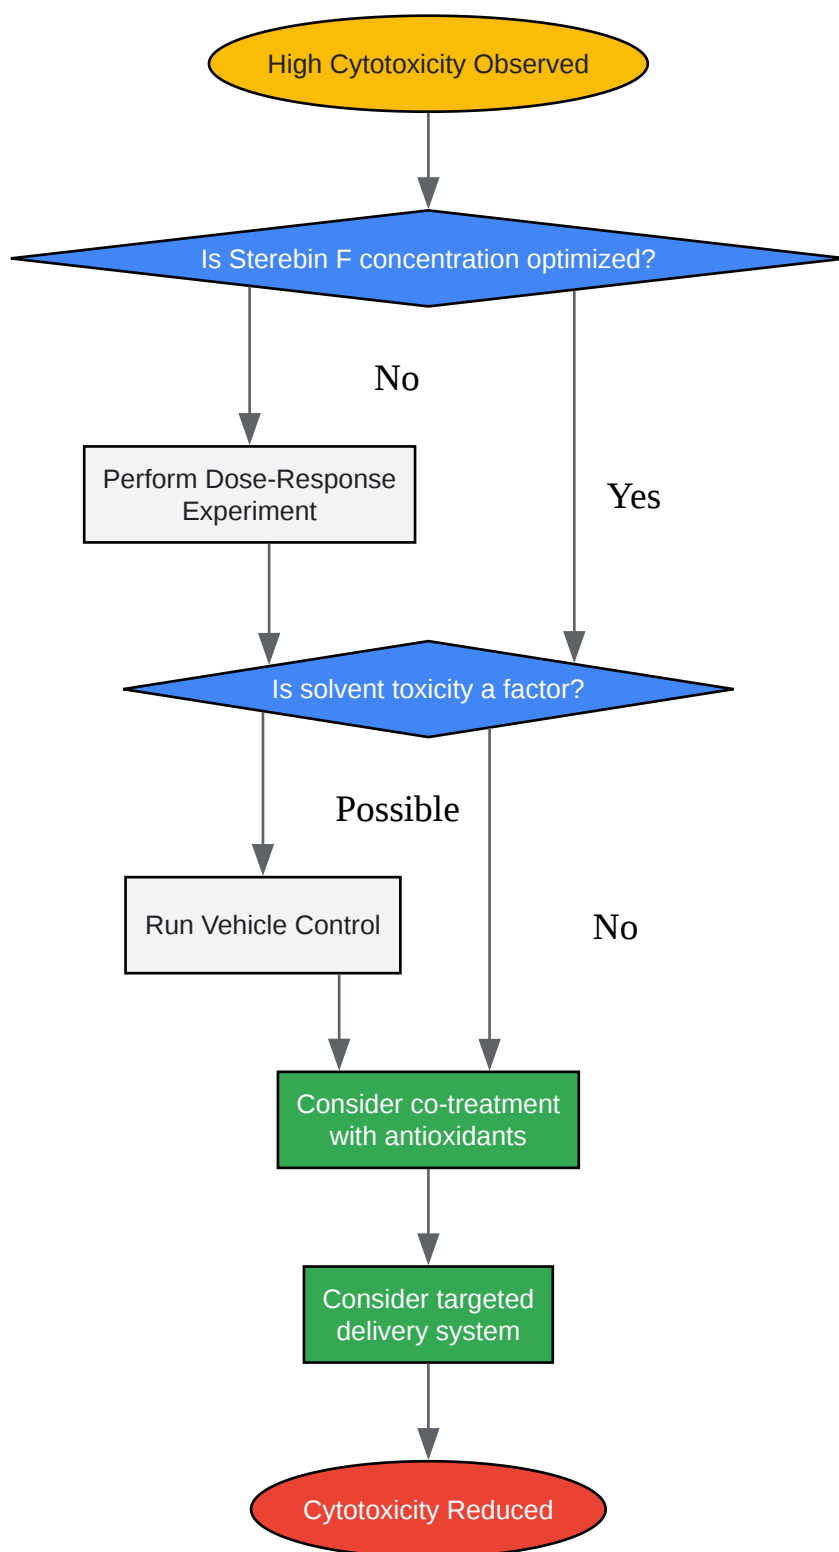 High Cytotoxicity Observed
Is Sterebin F concentration optimized?
No
Perform Dose-Response
Experiment
Yes
Is solvent toxicity a factor?
Possible
Run Vehicle Control
No
Consider co-treatment
with antioxidants
Consider targeted
delivery system
Cytotoxicity Reduced